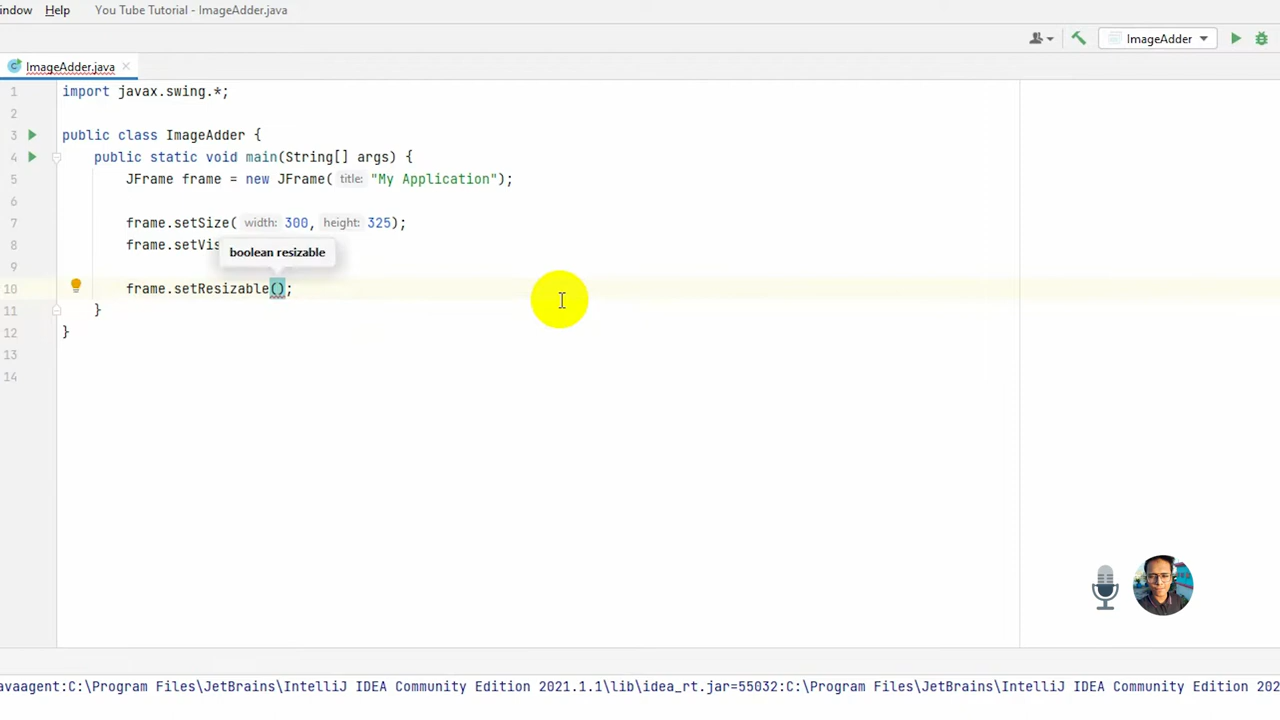 indow Help You Tube Tutorial - ImageAdder.java
ImageAdder
ImageAdder.java
1 import javax.swing.*;
2
3 public class ImageAdder {
4 public static void main(String[] args) {
5 JFrame frame = new JFrame( title: "My Application");
6
7 frame.setSize( width: 300, height: 325);
8 frame.setVis
boolean resizable
9
10 frame.setResizable();
11 }
12 }
13
14
avaagent:C:\Program Files\JetBrains\IntelliJ IDEA Community Edition 2021.1.1\lib\idea_rt.jar=55032:C:\Program Files\JetBrains\IntelliJ IDEA Community Edition 202